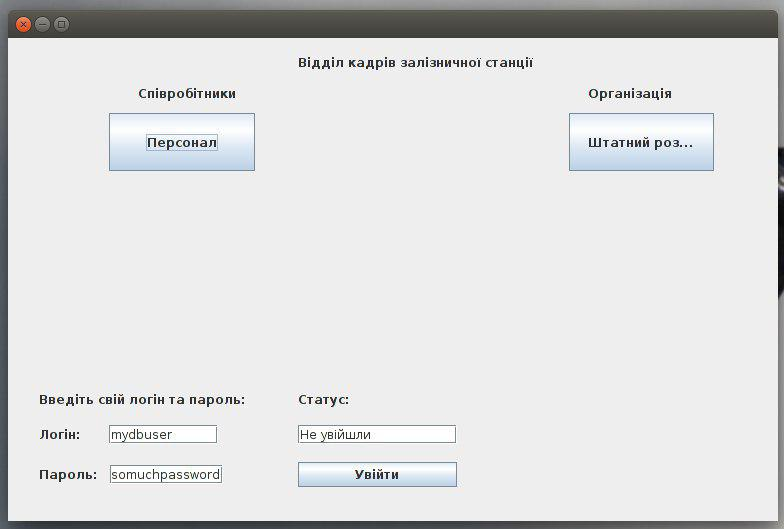 Відділ кадрів залізничної станції
Співробітники
Організація
Персонал
Штатний роз...
Введіть свій логін та пароль:
Статус:
Логін:
mydbuser
Не увійшли
Пароль:
somuchpassword
Увійти